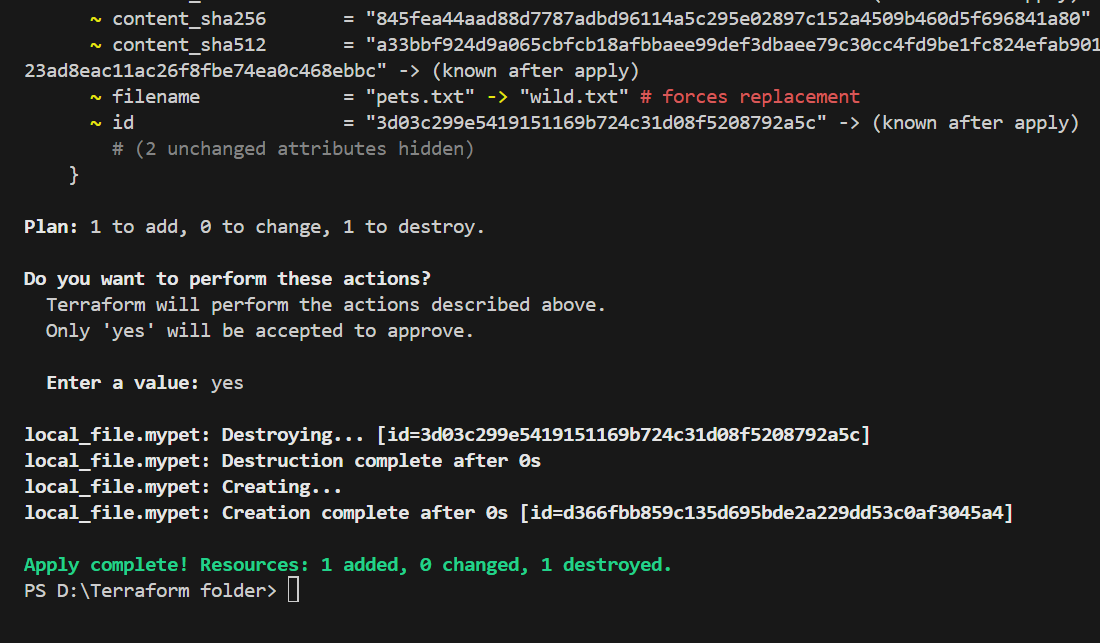 ~ content_sha256       = "845fea44aad88d7787adbd96114a5c295e02897c152a4509b460d5f696841a80"
~ content_sha512       = "a33bbf924d9a065cbfcb18afbbaee99def3dbaee79c30cc4fd9be1fc824efab901
23ad8eac11ac26f8fbe74ea0c468ebbc" -> (known after apply)
~ filename             = "pets.txt" -> "wild.txt" # forces replacement
~ id                   = "3d03c299e5419151169b724c31d08f5208792a5c" -> (known after apply)
# (2 unchanged attributes hidden)
}
Plan: 1 to add, 0 to change, 1 to destroy.
Do you want to perform these actions?
Terraform will perform the actions described above.
Only 'yes' will be accepted to approve.
Enter a value: yes
local_file.mypet: Destroying... [id=3d03c299e5419151169b724c31d08f5208792a5c]
local_file.mypet: Destruction complete after 0s
local_file.mypet: Creating...
local_file.mypet: Creation complete after 0s [id=d366fbb859c135d695bde2a229dd53c0af3045a4]
Apply complete! Resources: 1 added, 0 changed, 1 destroyed.
PS D:\Terraform folder>